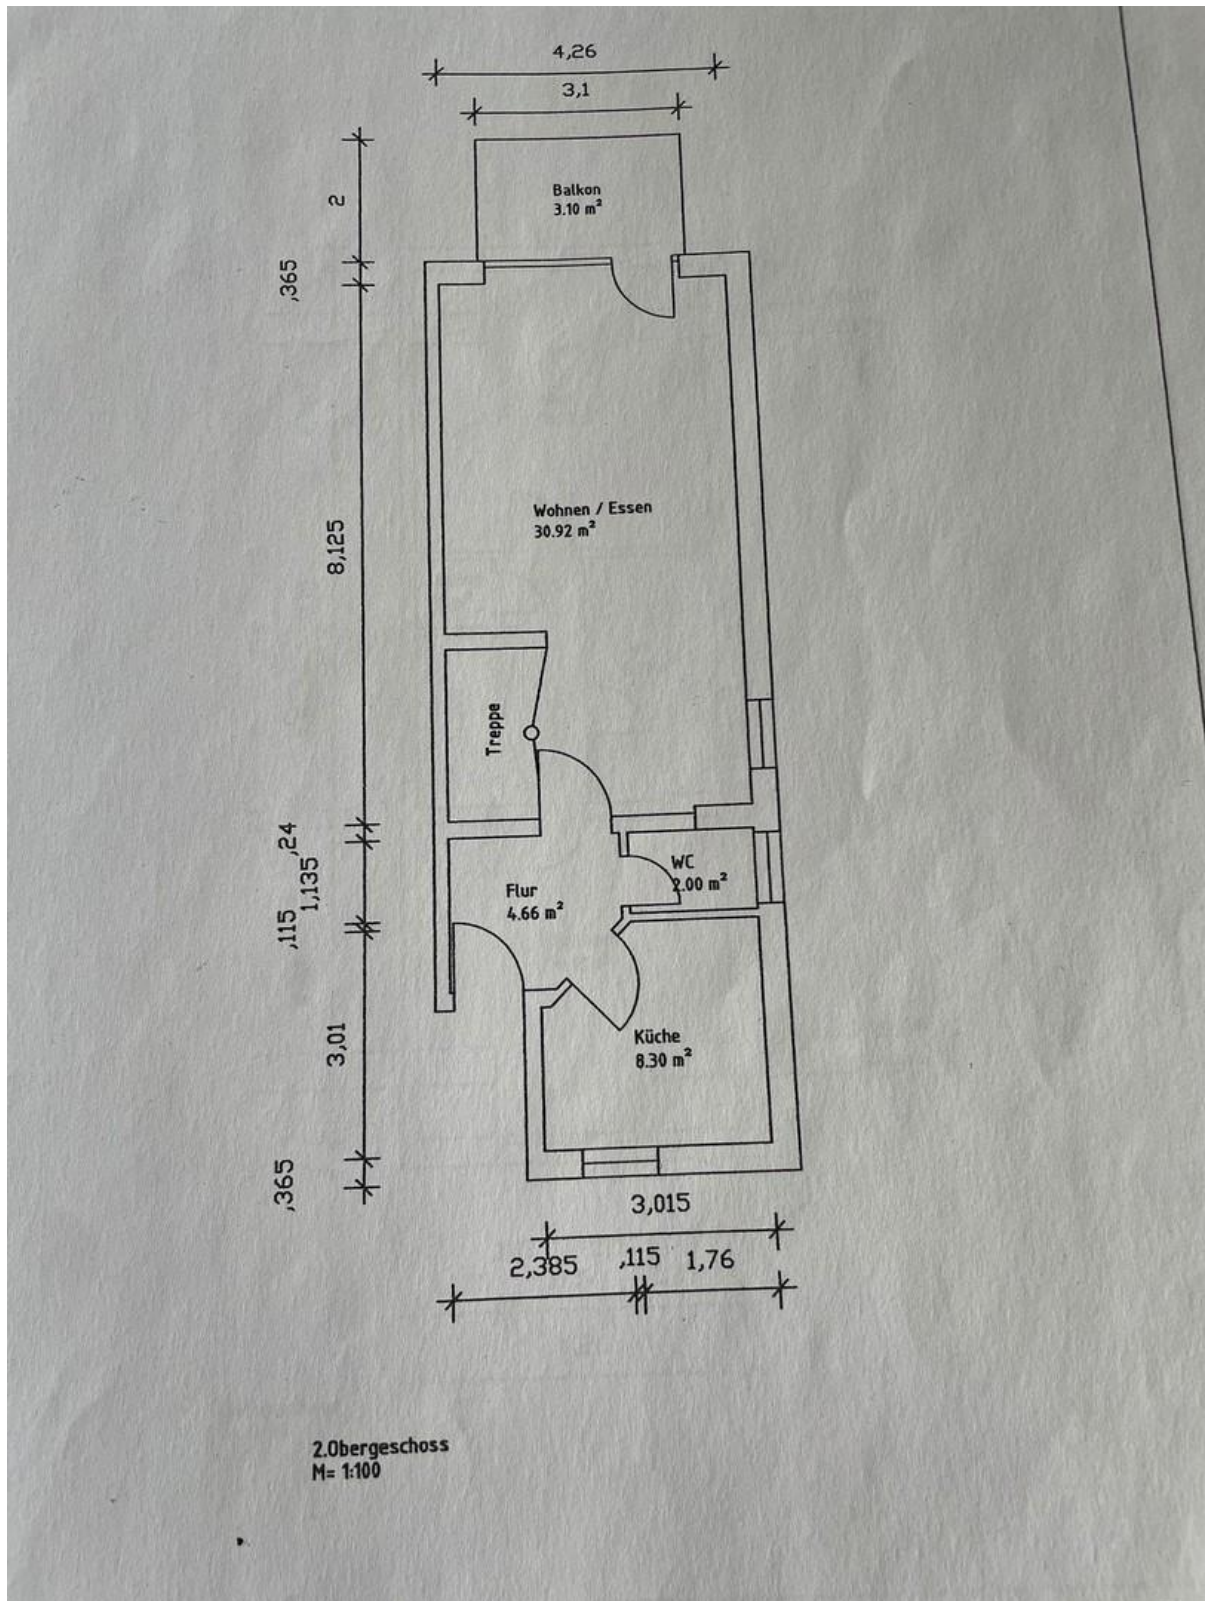 4,26
3,1
2
Balkon
3.10 m²
,365
Wohnen / Essen
30.92 m²
8,125
Treppe
,24
WC
2.00 m²
1,135
Flur
4.66 m²
,115
3,01
Küche
8.30 m²
,365
3,015
2,385 ,115 1,76
2.Obergeschoss
M= 1:100